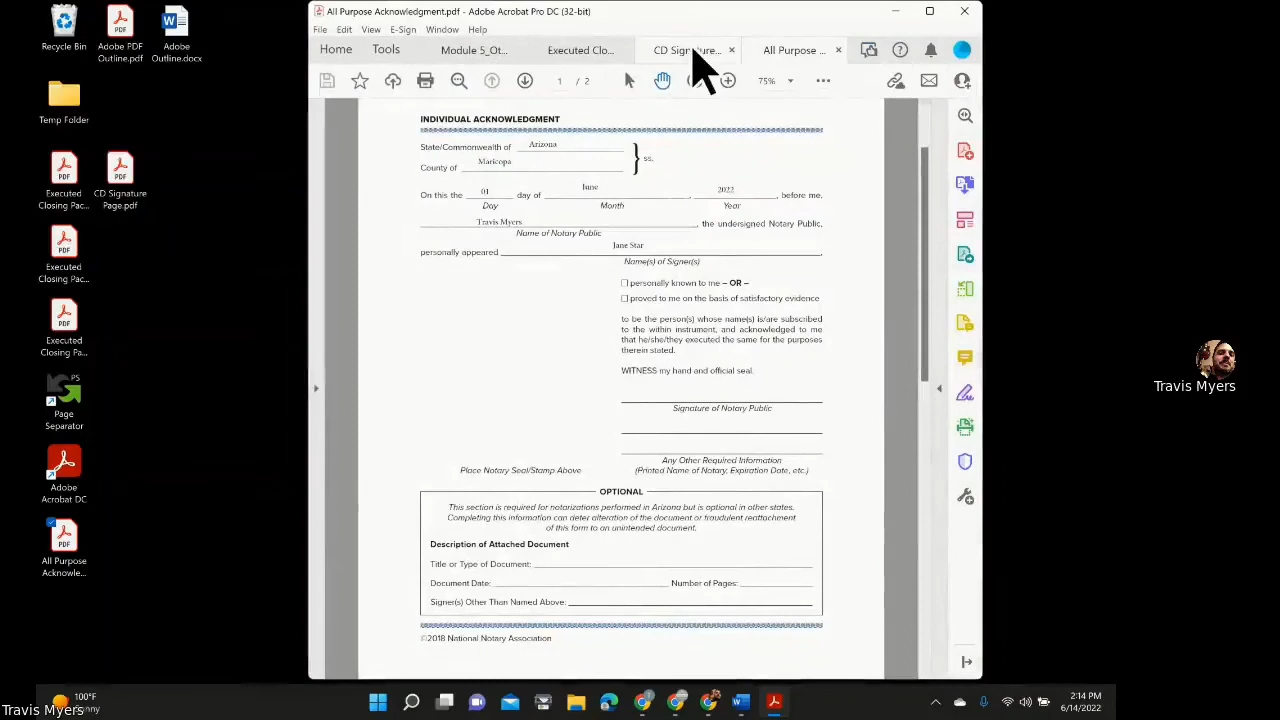 All Purpose Acknowledgment.pdf - Adobe Acrobat Pro DC (32-bit)
File Edit View E-Sign Window Help
Home Tools Module 5_Ot... Executed Clo... CD Signature... All Purpose ...
1 / 2 75%
Recycle Bin
Adobe PDF Outline.pdf
Adobe Outline.docx
Temp Folder
Executed Closing Pac...
CD Signature Page.pdf
Executed Closing Pac...
Executed Closing Pa...
PS
Page Separator
Adobe Acrobat DC
All Purpose Acknowle...
INDIVIDUAL ACKNOWLEDGMENT
State/Commonwealth of Arizona
County of Maricopa } ss.
On this the 01 day of June, 2022, before me,
Day Month Year
Travis Myers, the undersigned Notary Public,
Name of Notary Public
personally appeared Jane Star,
Name(s) of Signer(s)
personally known to me – OR –
proved to me on the basis of satisfactory evidence
to be the person(s) whose name(s) is/are subscribed
to the within instrument, and acknowledged to me
that he/she/they executed the same for the purposes
therein stated.
WITNESS my hand and official seal.
Signature of Notary Public
Any Other Required Information
Place Notary Seal/Stamp Above (Printed Name of Notary, Expiration Date, etc.)
OPTIONAL
This section is required for notarizations performed in Arizona but is optional in other states.
Completing this information can deter alteration of the document or fraudulent reattachment
of this form to an unintended document.
Description of Attached Document
Title or Type of Document:
Document Date: Number of Pages:
Signer(s) Other Than Named Above:
©2018 National Notary Association
Travis Myers
100°F
Sunny
Travis Myers
2:14 PM
6/14/2022